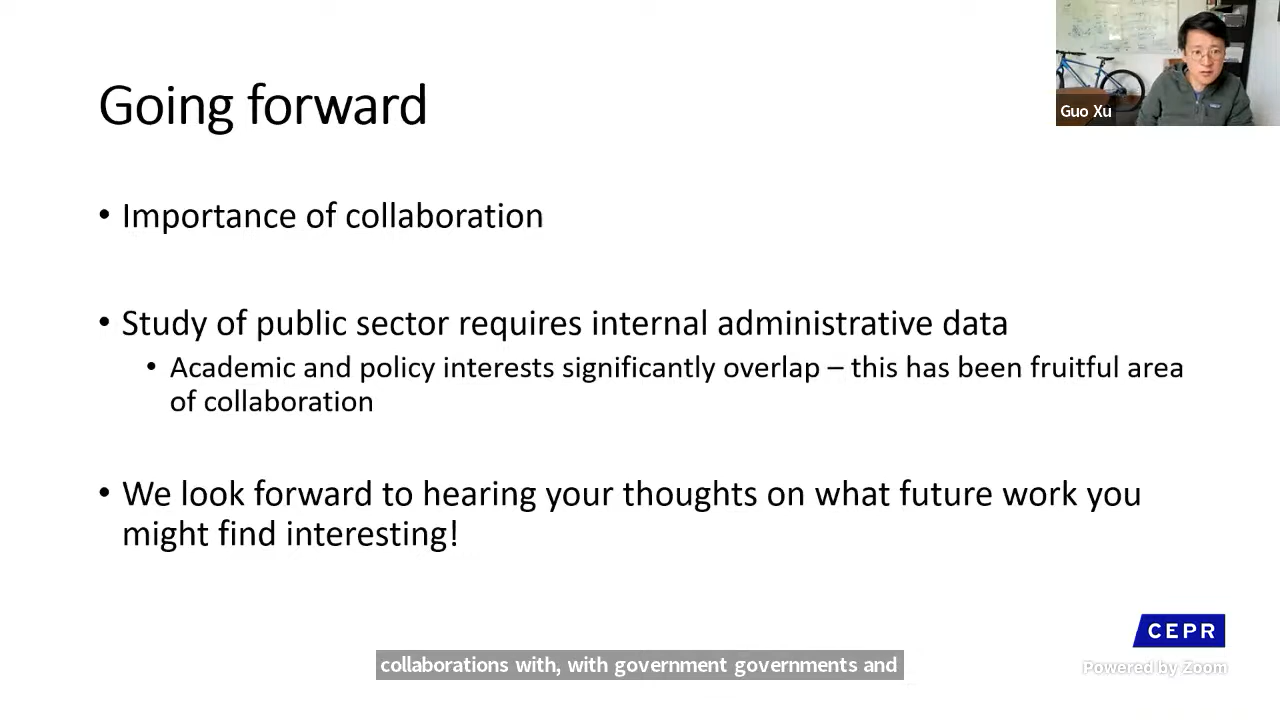 Going forward
Guo Xu
• Importance of collaboration
• Study of public sector requires internal administrative data
• Academic and policy interests significantly overlap – this has been fruitful area
of collaboration
• We look forward to hearing your thoughts on what future work you
might find interesting!
CEPR
collaborations with, with government governments and
Powered by Zoom